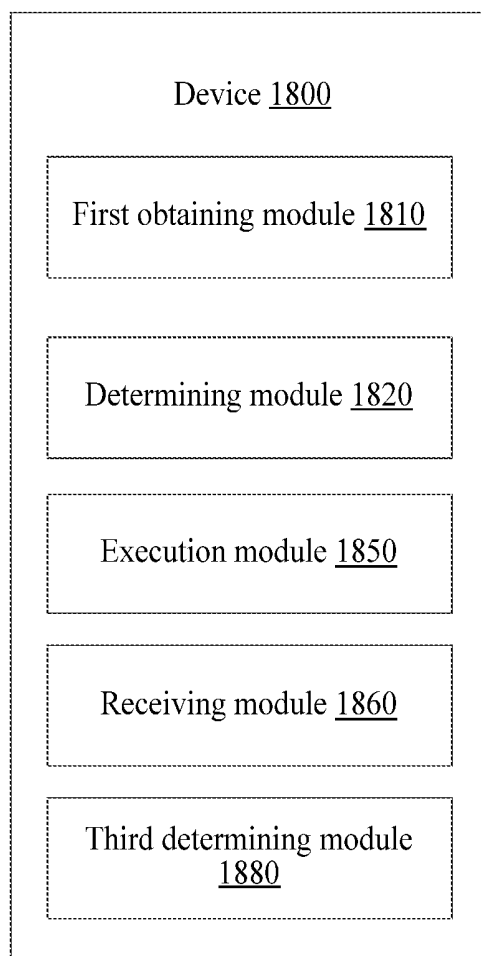 Device 1800
First obtaining module 1810
Determining module 1820
Execution module 1850
Receiving module 1860
Third determining module
1880